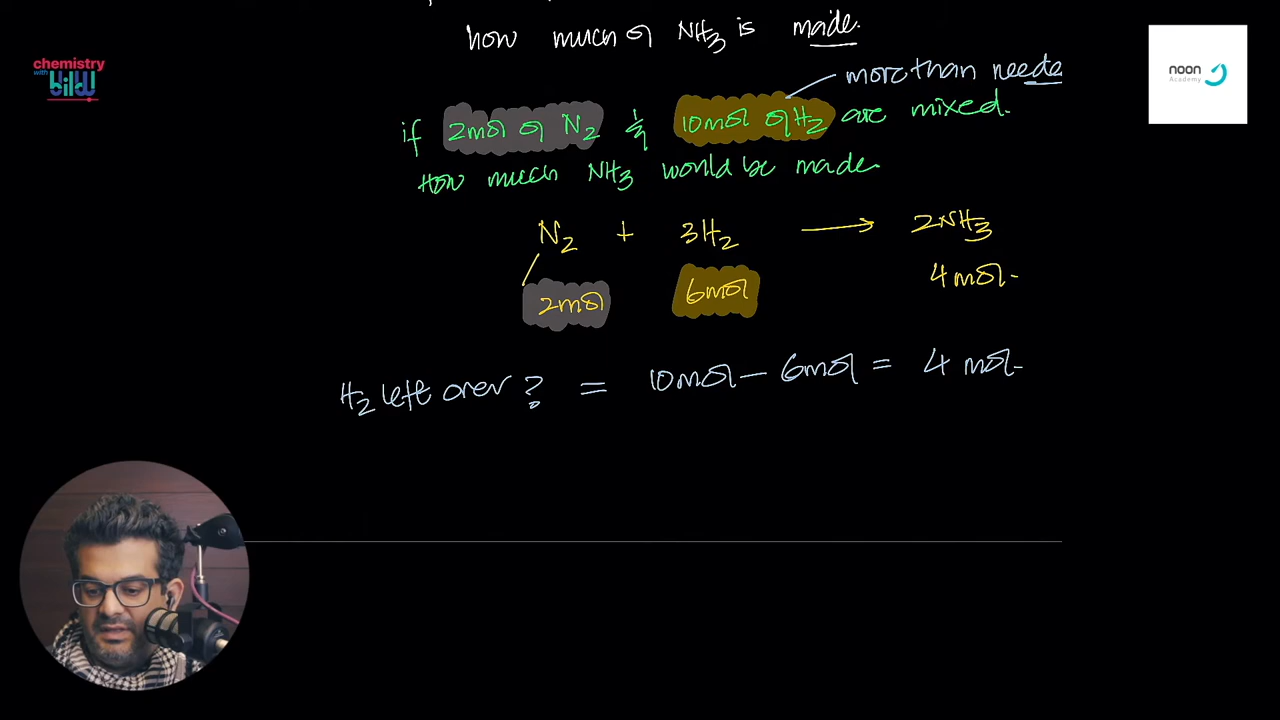 how much of NH3 is made.
chemistry
with
bilal
noon
Academy
more than neede
if 2mol of N2 & 10mol of H2 are mixed.
How much NH3 would be made
N2 + 3H2 → 2NH3
2mol 6mol 4mol.
H2 left over? = 10mol - 6mol = 4 mol.